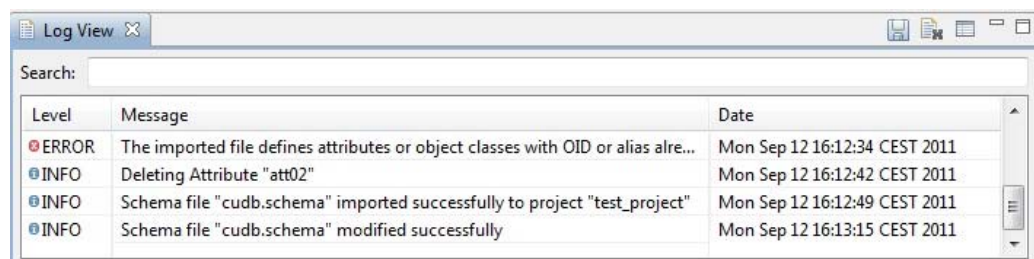 Log View
Search:
Level Message Date
ERROR The imported file defines attributes or object classes with OID or alias alre... Mon Sep 12 16:12:34 CEST 2011
INFO Deleting Attribute "att02" Mon Sep 12 16:12:42 CEST 2011
INFO Schema file "cudb.schema" imported successfully to project "test_project" Mon Sep 12 16:12:49 CEST 2011
INFO Schema file "cudb.schema" modified successfully Mon Sep 12 16:13:15 CEST 2011